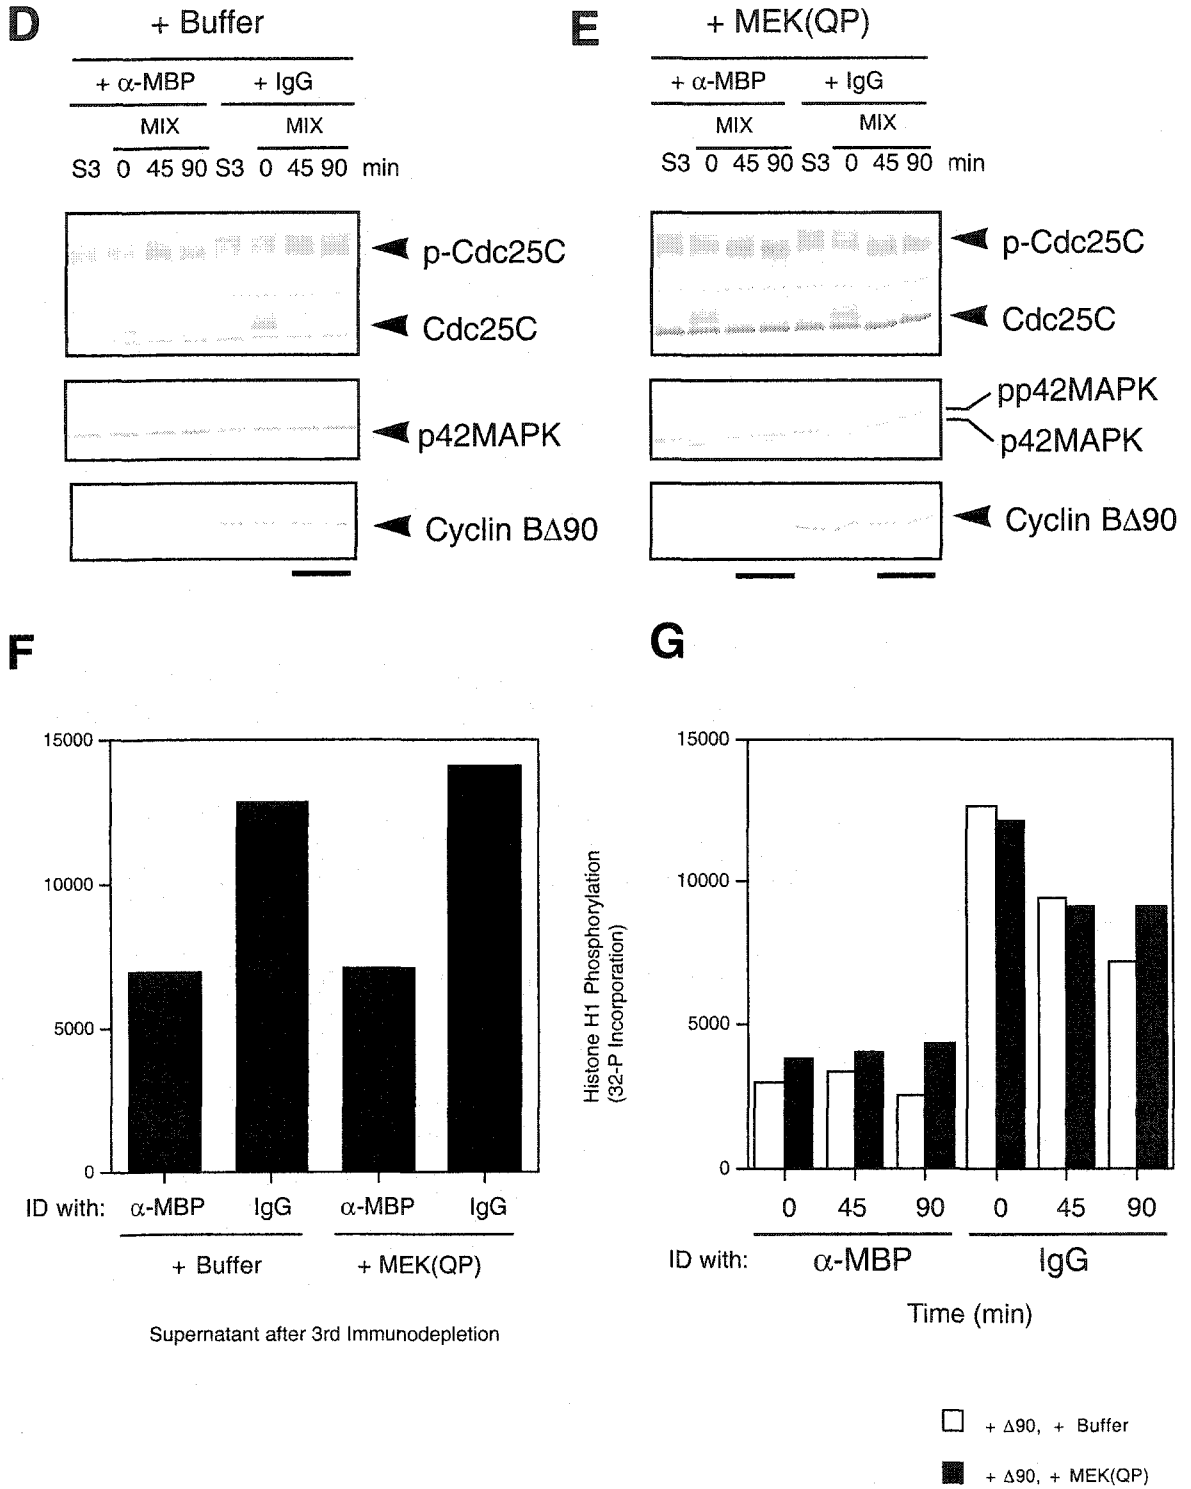 D
+ Buffer
+ α-MBP + IgG
MIX MIX
S3 0 45 90 S3 0 45 90 min
p-Cdc25C
Cdc25C
p42MAPK
Cyclin BΔ90
E
+ MEK(QP)
+ α-MBP + IgG
MIX MIX
S3 0 45 90 S3 0 45 90 min
p-Cdc25C
Cdc25C
pp42MAPK
p42MAPK
Cyclin BΔ90
F
15000
10000
5000
0
ID with: α-MBP IgG α-MBP IgG
+ Buffer + MEK(QP)
Supernatant after 3rd Immunodepletion
G
Histone H1 Phosphorylation
(32-P Incorporation)
15000
10000
5000
0
0 45 90 0 45 90
ID with: α-MBP IgG
Time (min)
+ Δ90, + Buffer
+ Δ90, + MEK(QP)